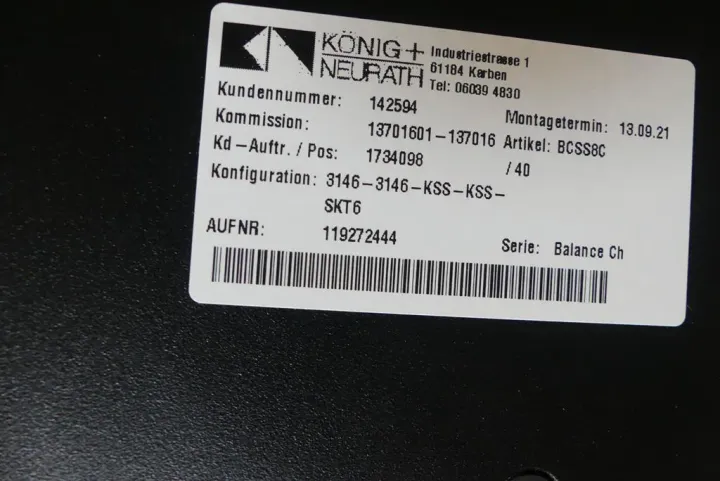 KÖNIG +
NEURATH
Industriestrasse 1
61184 Karben
Tel: 06039 4830
Kundennummer: 142594
Montagetermin: 13.09.21
Kommission: 13701601-137016
Artikel: BCSS8C
Kd-Auftr. / Pos: 1734098 / 40
Konfiguration: 3146-3146-KSS-KSS-
SKT6
AUFNR: 119272444
Serie: Balance Ch